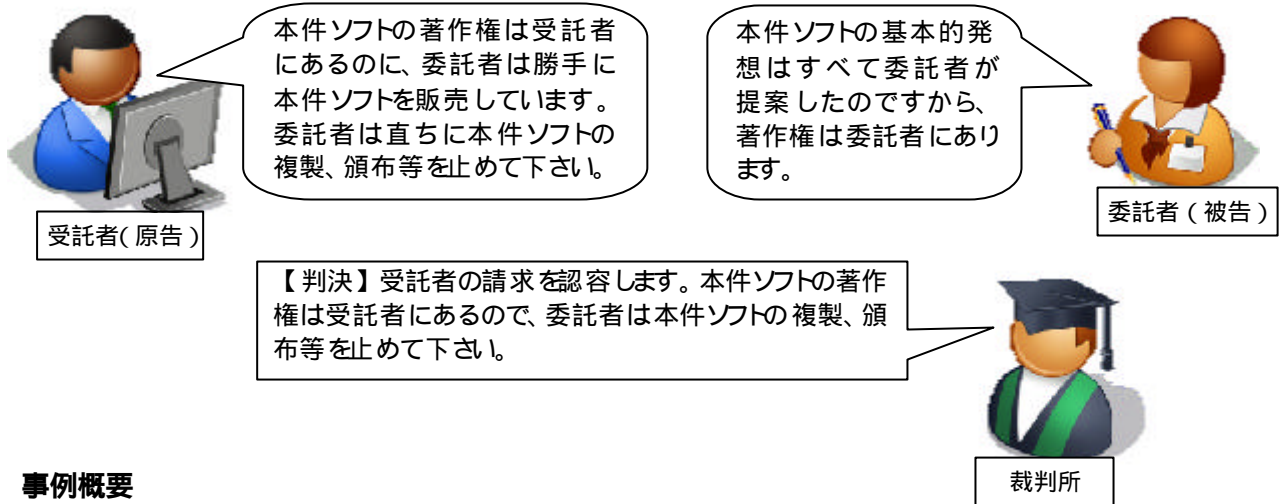 本件ソフトの著作権は受託者
にあるのに、委託者は勝手に
本件ソフトを販売しています。
委託者は直ちに本件ソフトの
複製、頒布等を止めて下さい。
受託者(原告)
本件ソフトの基本的発
想はすべて委託者が
提案したのですから、
著作権は委託者にあり
ます。
委託者(被告)
【判決】受託者の請求を認容します。本件ソフトの著作
権は受託者にあるので、委託者は本件ソフトの複製、頒
布等を止めて下さい。
裁判所
事例概要